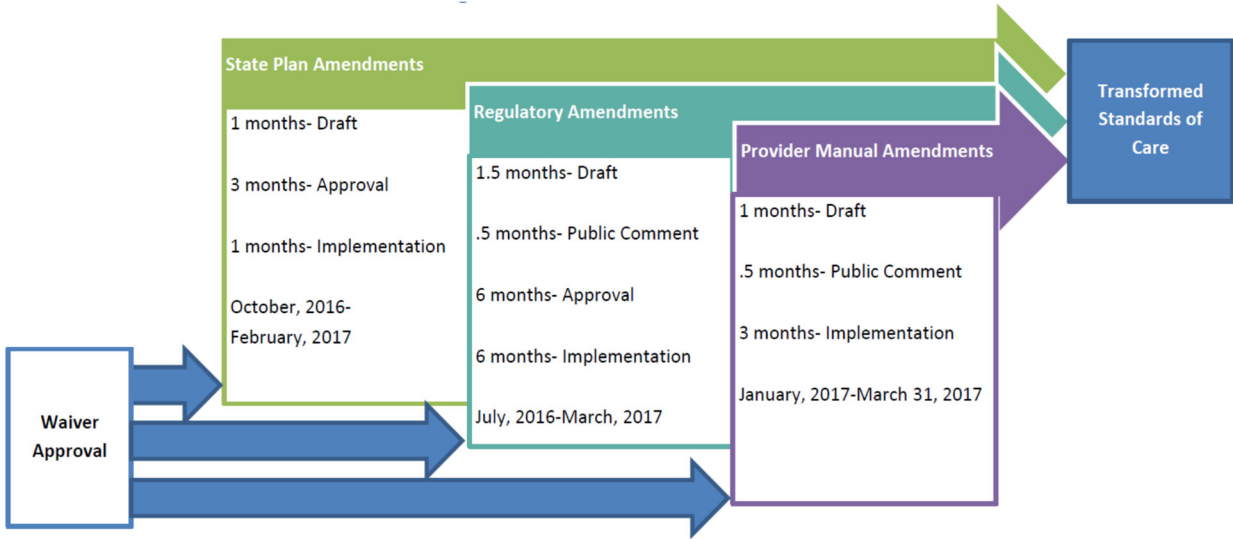 State Plan Amendments
1 months- Draft
3 months- Approval
1 months- Implementation
October, 2016-
February, 2017
Regulatory Amendments
1.5 months- Draft
.5 months- Public Comment
6 months- Approval
6 months- Implementation
July, 2016-March, 2017
Provider Manual Amendments
1 months- Draft
.5 months- Public Comment
3 months- Implementation
January, 2017-March 31, 2017
Transformed
Standards of
Care
Waiver
Approval